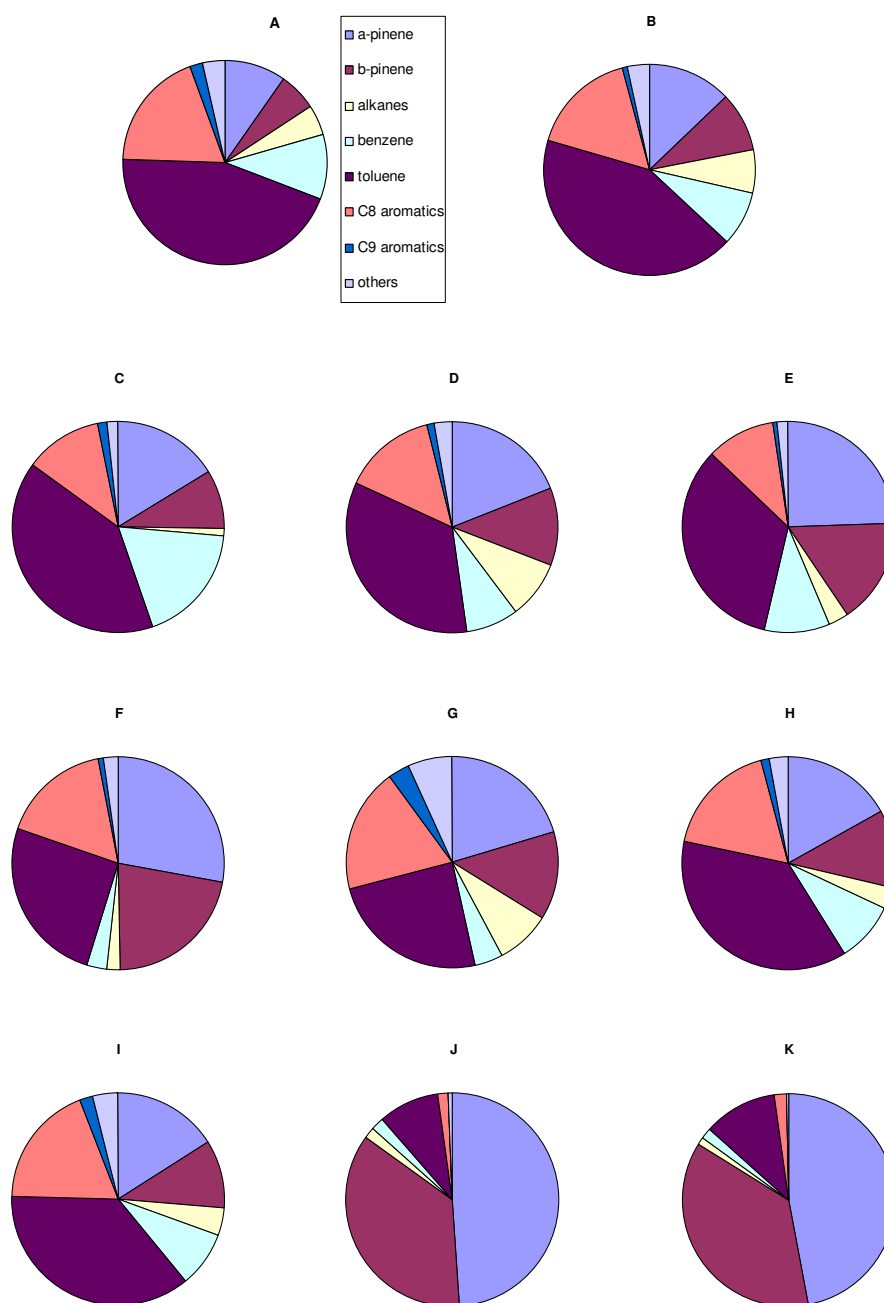 A
B
a-pinene
b-pinene
alkanes
benzene
toluene
C8 aromatics
C9 aromatics
others
C
D
E
F
G
H
I
J
K